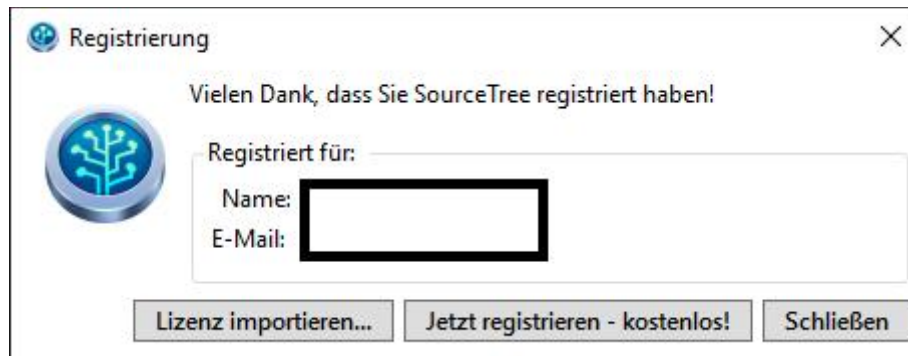 Registrierung
Vielen Dank, dass Sie SourceTree registriert haben!
Registriert für:
Name:
E-Mail:
Lizenz importieren... Jetzt registrieren - kostenlos! Schließen